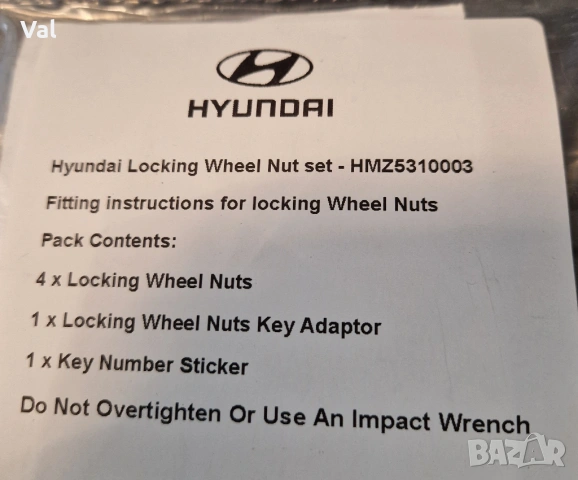 Val
HYUNDAI
Hyundai Locking Wheel Nut set - HMZ5310003
Fitting instructions for locking Wheel Nuts
Pack Contents:
4 x Locking Wheel Nuts
1 x Locking Wheel Nuts Key Adaptor
1 x Key Number Sticker
Do Not Overtighten Or Use An Impact Wrench
BAZAR